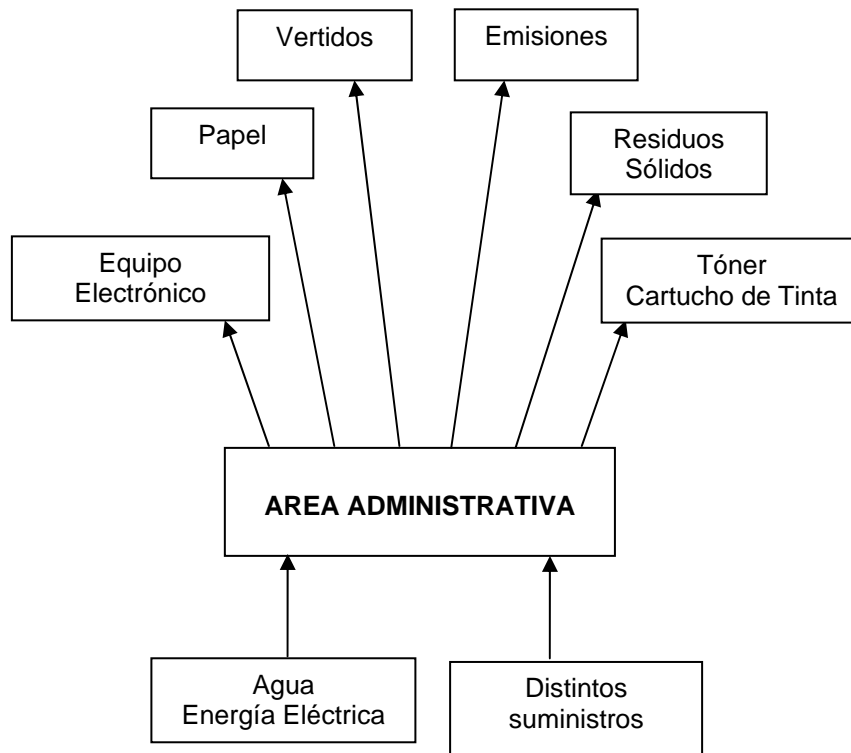 Vertidos
Emisiones
Papel
Residuos
Sólidos
Equipo
Electrónico
Tóner
Cartucho de Tinta
AREA ADMINISTRATIVA
Agua
Energía Eléctrica
Distintos
suministros